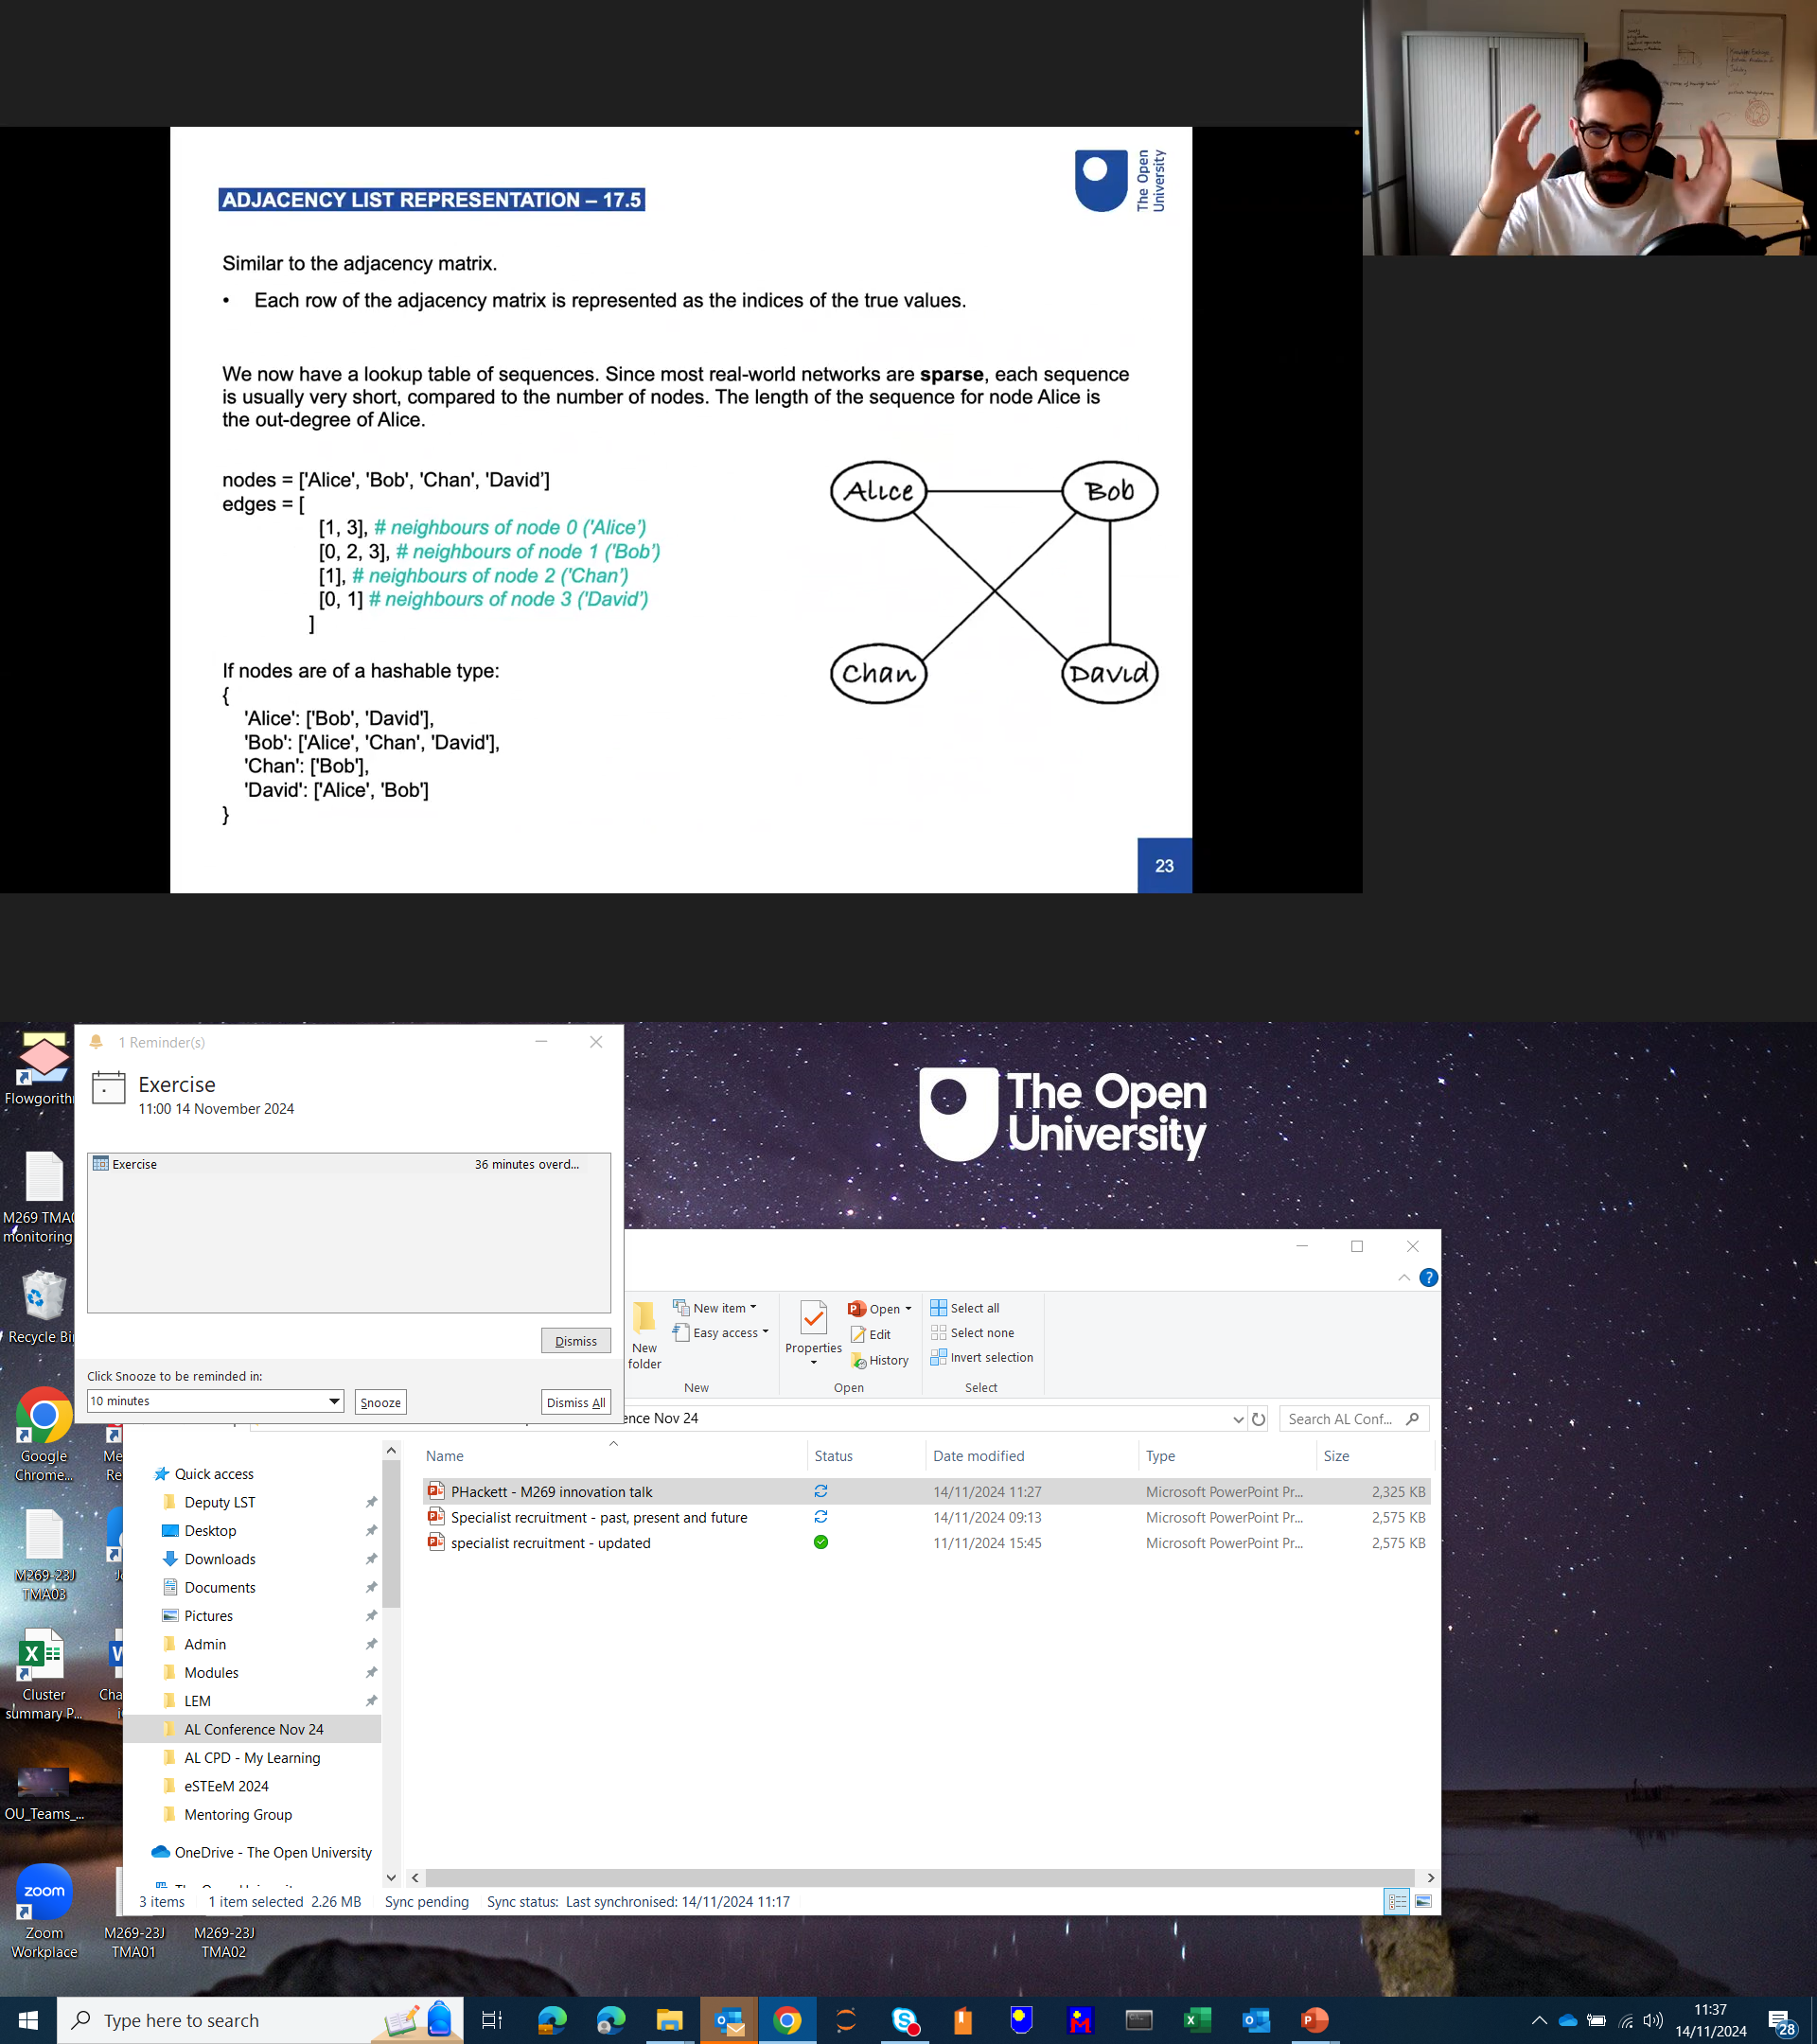 The Open
University
ADJACENCY LIST REPRESENTATION – 17.5
Similar to the adjacency matrix.
• Each row of the adjacency matrix is represented as the indices of the true values.
We now have a lookup table of sequences. Since most real-world networks are sparse, each sequence
is usually very short, compared to the number of nodes. The length of the sequence for node Alice is
the out-degree of Alice.
nodes = ['Alice', 'Bob', 'Chan', 'David']
edges = [
[1, 3], # neighbours of node 0 ('Alice')
[0, 2, 3], # neighbours of node 1 ('Bob')
[1], # neighbours of node 2 ('Chan')
[0, 1] # neighbours of node 3 ('David')
]
If nodes are of a hashable type:
{
'Alice': ['Bob', 'David'],
'Bob': ['Alice', 'Chan', 'David'],
'Chan': ['Bob'],
'David': ['Alice', 'Bob']
}
Alice
Bob
Chan
David
23
Flowgorith
M269 TMA0
monitoring
Recycle Bi
Google
Chrome...
Me
Re
M269-23J
TMA03
Cluster
summary P...
Cha
OU_Teams_...
zoom
Zoom
Workplace
M269-23J
TMA01
M269-23J
TMA02
1 Reminder(s)
Exercise
11:00 14 November 2024
Exercise 36 minutes overd...
Dismiss
Click Snooze to be reminded in:
10 minutes
Snooze
Dismiss All
The Open
University
New
folder
New item
Easy access
New
Properties
Open
Edit
History
Open
Select all
Select none
Invert selection
Select
ence Nov 24
Search AL Conf...
Name Status Date modified Type Size
PHackett - M269 innovation talk 14/11/2024 11:27 Microsoft PowerPoint Pr... 2,325 KB
Specialist recruitment - past, present and future 14/11/2024 09:13 Microsoft PowerPoint Pr... 2,575 KB
specialist recruitment - updated 11/11/2024 15:45 Microsoft PowerPoint Pr... 2,575 KB
Quick access
Deputy LST
Desktop
Downloads
Documents
Pictures
Admin
Modules
LEM
AL Conference Nov 24
AL CPD - My Learning
eSTEeM 2024
Mentoring Group
OneDrive - The Open University
3 items 1 item selected 2.26 MB Sync pending Sync status: Last synchronised: 14/11/2024 11:17
Type here to search
11:37
14/11/2024
28